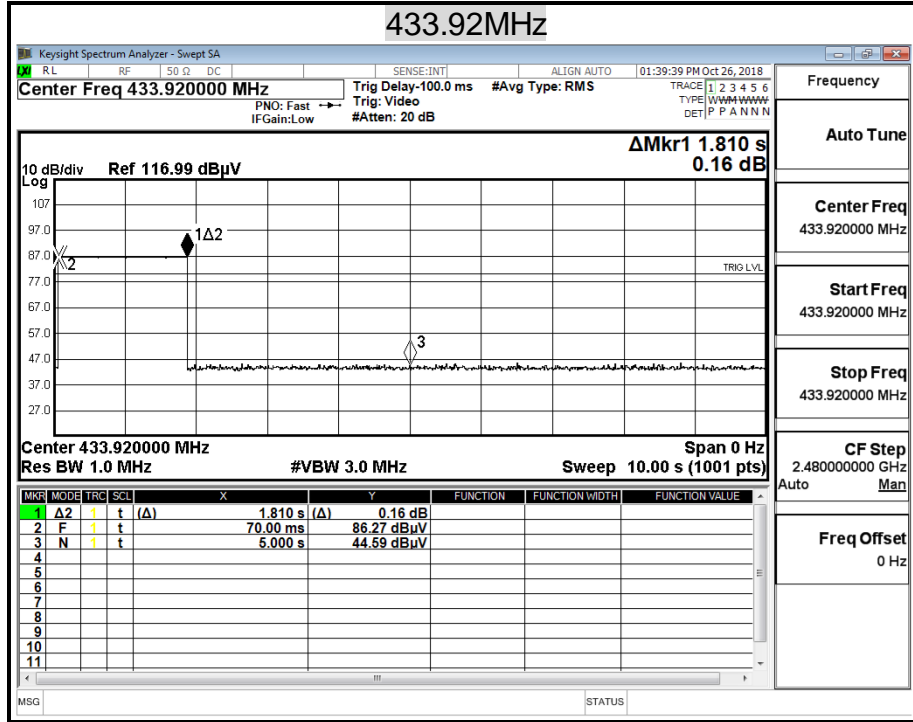 433.92MHz
Keysight Spectrum Analyzer - Swept SA
LXI RL RF 50 Ω DC SENSE:INT ALIGN AUTO 01:39:39 PM Oct 26, 2018
Center Freq 433.920000 MHz
PNO: Fast
IFGain:Low
Trig Delay-100.0 ms
Trig: Video
#Atten: 20 dB
#Avg Type: RMS
TRACE 1 2 3 4 5 6
TYPE WWMWWWW
DET P P A N N N
ΔMkr1 1.810 s
0.16 dB
10 dB/div Ref 116.99 dBµV
Log
107
97.0
87.0
77.0
67.0
57.0
47.0
37.0
27.0
1Δ2
2
TRIG LVL
3
Center 433.920000 MHz Span 0 Hz
Res BW 1.0 MHz #VBW 3.0 MHz Sweep 10.00 s (1001 pts)
MKR MODE TRC SCL X Y FUNCTION FUNCTION WIDTH FUNCTION VALUE
1 Δ2 1 t (Δ) 1.810 s (Δ) 0.16 dB
2 F 1 t 70.00 ms 86.27 dBµV
3 N 1 t 5.000 s 44.59 dBµV
4
5
6
7
8
9
10
11
MSG STATUS
Frequency
Auto Tune
Center Freq
433.920000 MHz
Start Freq
433.920000 MHz
Stop Freq
433.920000 MHz
CF Step
2.480000000 GHz
Auto Man
Freq Offset
0 Hz